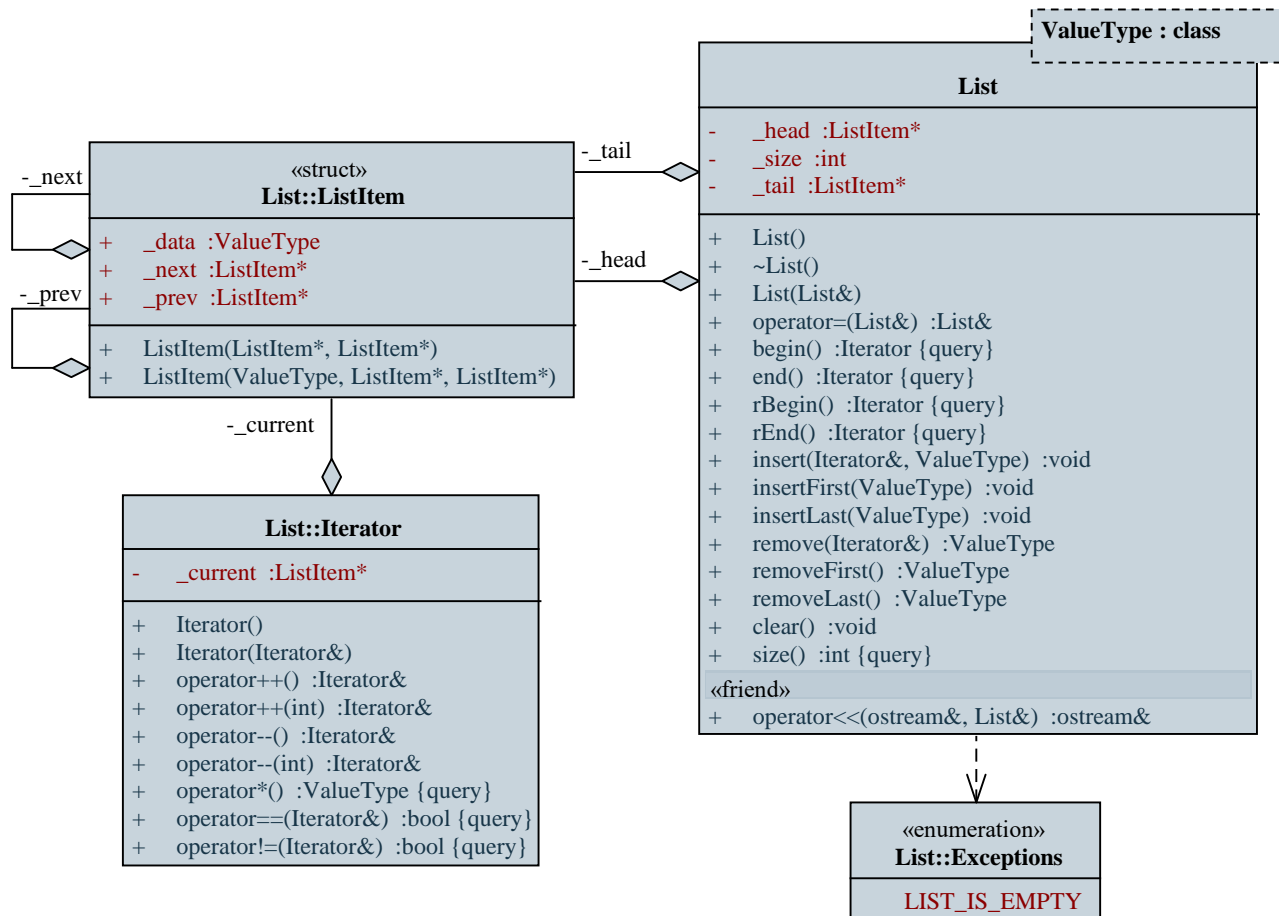 ValueType : class
List
- _head :ListItem*
- _size :int
- _tail :ListItem*
+ List()
+ ~List()
+ List(List&)
+ operator=(List&) :List&
+ begin() :Iterator {query}
+ end() :Iterator {query}
+ rBegin() :Iterator {query}
+ rEnd() :Iterator {query}
+ insert(Iterator&, ValueType) :void
+ insertFirst(ValueType) :void
+ insertLast(ValueType) :void
+ remove(Iterator&) :ValueType
+ removeFirst() :ValueType
+ removeLast() :ValueType
+ clear() :void
+ size() :int {query}
«friend»
+ operator<<(ostream&, List&) :ostream&
-_tail
-_head
«struct»
List::ListItem
+ _data :ValueType
+ _next :ListItem*
+ _prev :ListItem*
+ ListItem(ListItem*, ListItem*)
+ ListItem(ValueType, ListItem*, ListItem*)
-_next
-_prev
-_current
List::Iterator
- _current :ListItem*
+ Iterator()
+ Iterator(Iterator&)
+ operator++() :Iterator&
+ operator++(int) :Iterator&
+ operator--() :Iterator&
+ operator--(int) :Iterator&
+ operator*() :ValueType {query}
+ operator==(Iterator&) :bool {query}
+ operator!=(Iterator&) :bool {query}
«enumeration»
List::Exceptions
LIST_IS_EMPTY